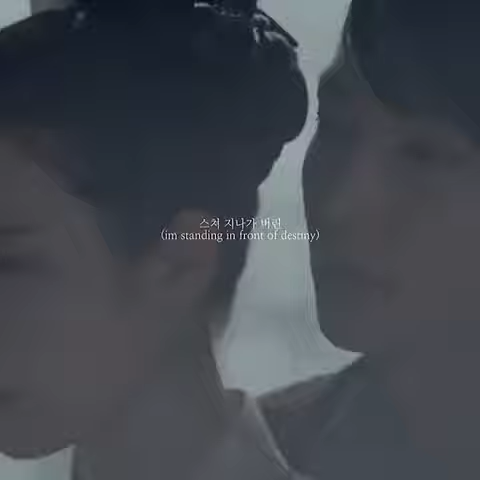 스쳐 지나가 버린
(im standing in front of destiny)